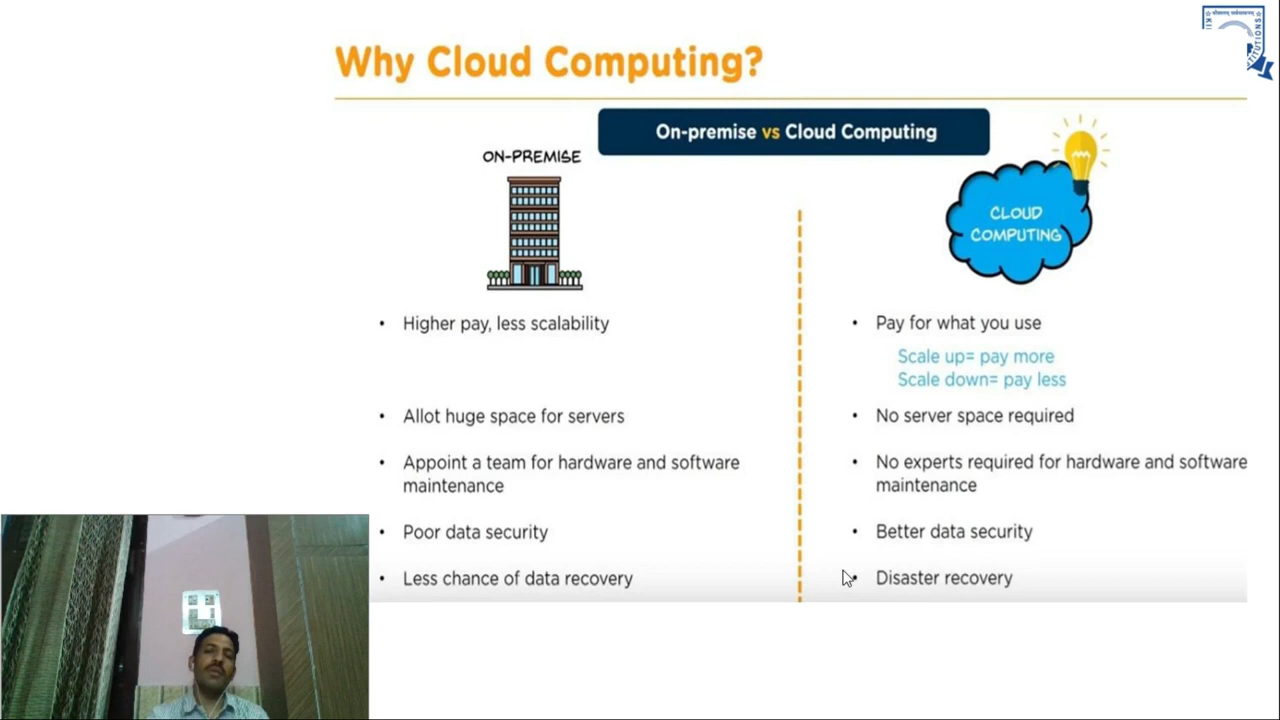 Why Cloud Computing?
On-premise vs Cloud Computing
ON-PREMISE
CLOUD
COMPUTING
• Higher pay, less scalability
• Allot huge space for servers
• Appoint a team for hardware and software
maintenance
• Poor data security
• Less chance of data recovery
• Pay for what you use
Scale up= pay more
Scale down= pay less
• No server space required
• No experts required for hardware and software
maintenance
• Better data security
• Disaster recovery